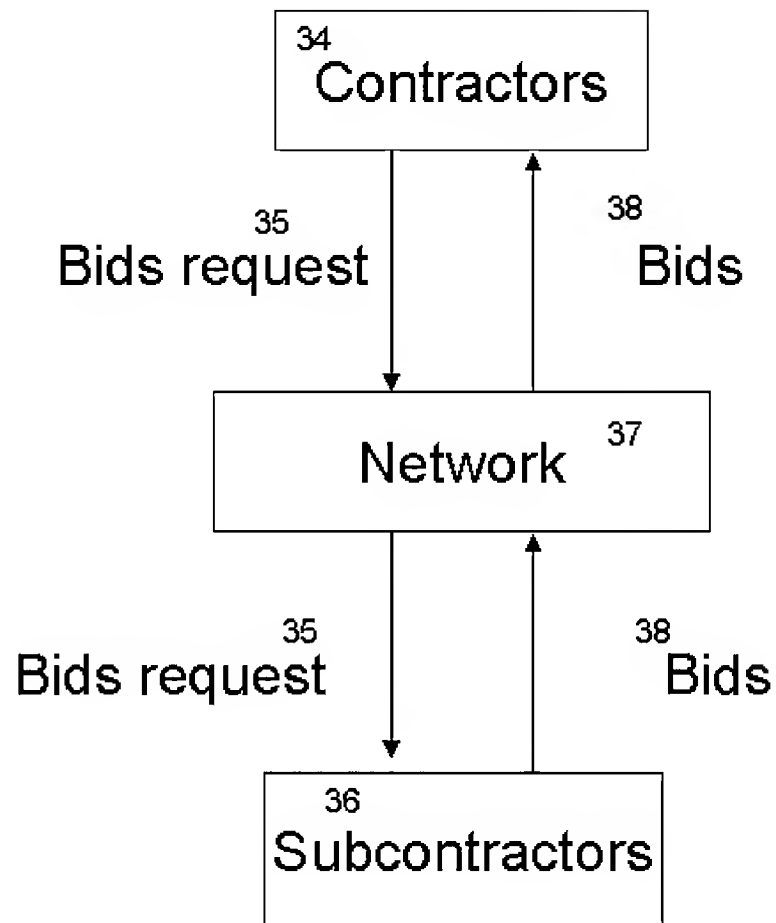 34
Contractors
35
Bids request
38
Bids
Network 37
35
Bids request
38
Bids
36
Subcontractors